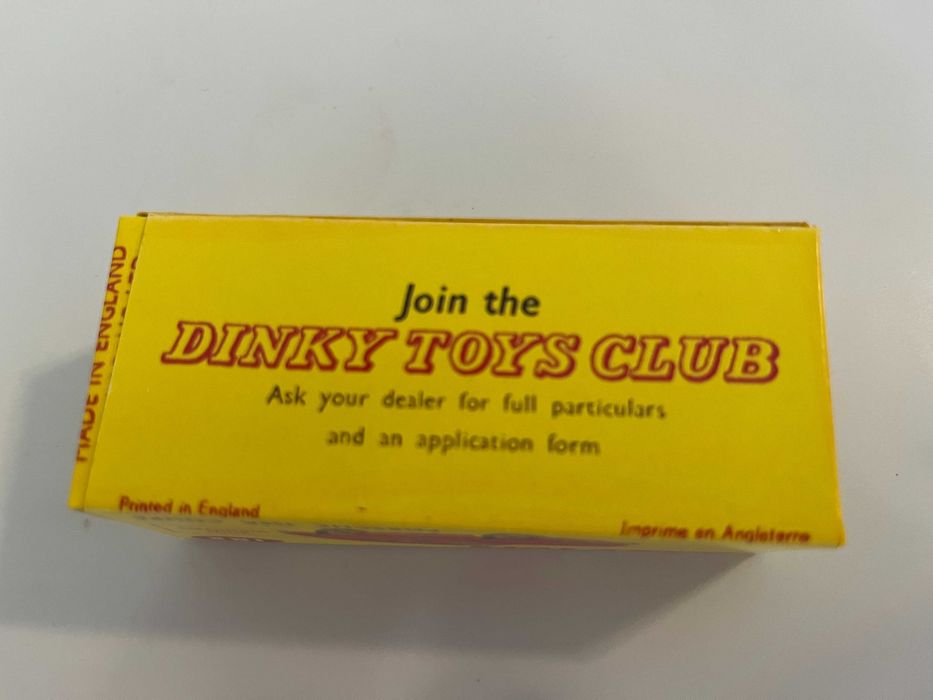 Join the
DINKY TOYS CLUB
Ask your dealer for full particulars
and an application form
Printed in England
Imprime en Angleterre
MADE IN ENGLAND